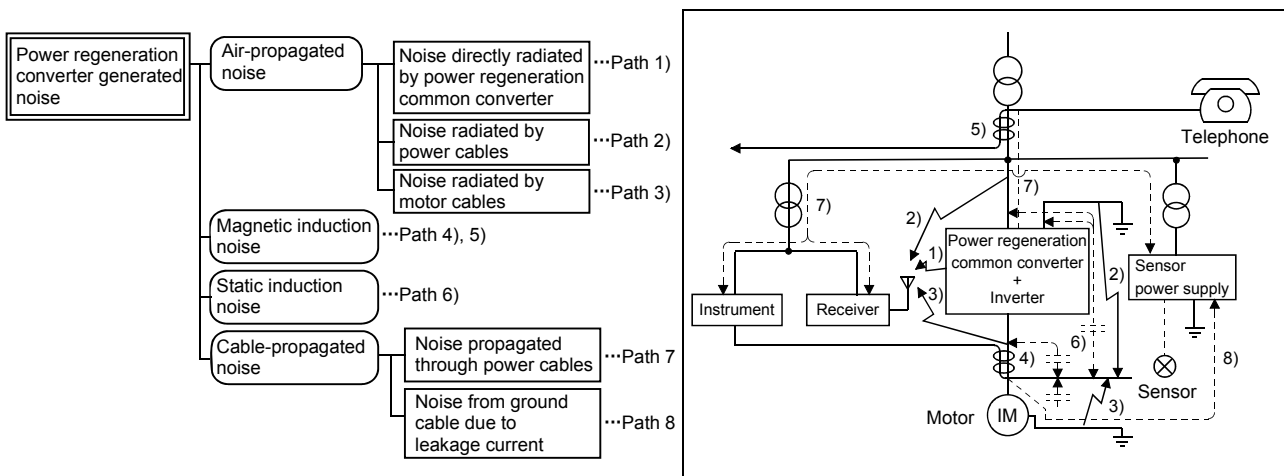 Power regeneration
converter generated
noise
Air-propagated
noise
Noise directly radiated
by power regeneration
common converter
···Path 1)
Noise radiated by
power cables
···Path 2)
Noise radiated by
motor cables
···Path 3)
Magnetic induction
noise
···Path 4), 5)
Static induction
noise
···Path 6)
Cable-propagated
noise
Noise propagated
through power cables
···Path 7
Noise from ground
cable due to
leakage current
···Path 8
5)
Telephone
7)
7)
2)
1)
3)
Power regeneration
common converter
+
Inverter
2)
Sensor
power supply
Instrument
Receiver
6)
4)
8)
Sensor
3)
Motor
IM